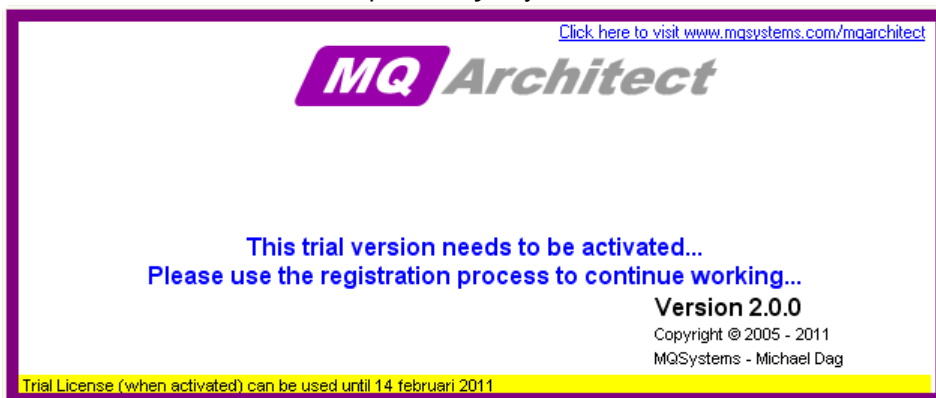 Click here to visit www.mqsystems.com/mqarchitect
MQ Architect
This trial version needs to be activated...
Please use the registration process to continue working...
Version 2.0.0
Copyright © 2005 - 2011
MQSystems - Michael Dag
Trial License (when activated) can be used until 14 februari 2011